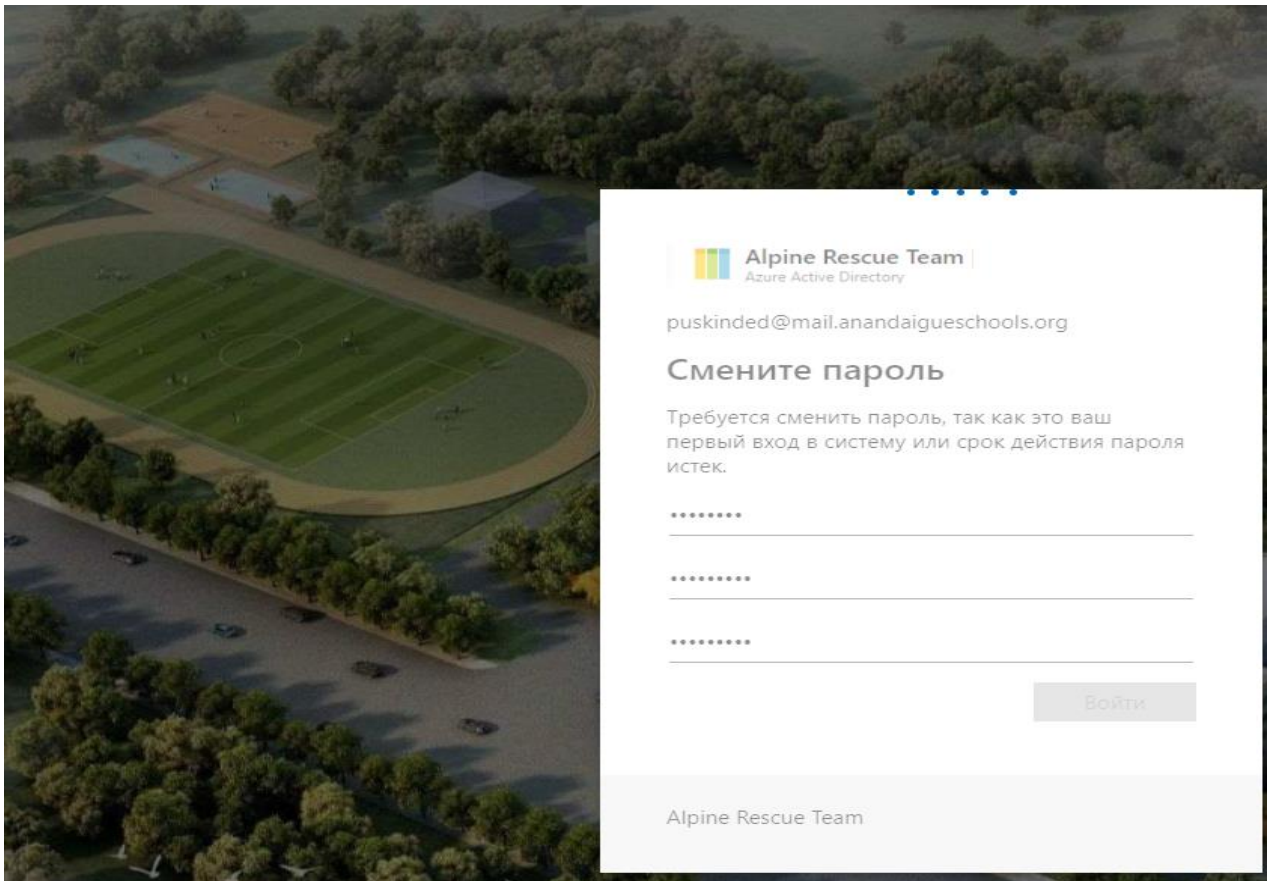 Alpine Rescue Team
Azure Active Directory
puskinded@mail.anandaigueschools.org
Смените пароль
Требуется сменить пароль, так как это ваш
первый вход в систему или срок действия пароля
истек.
••••••••
•••••••••
•••••••••
Войти
Alpine Rescue Team